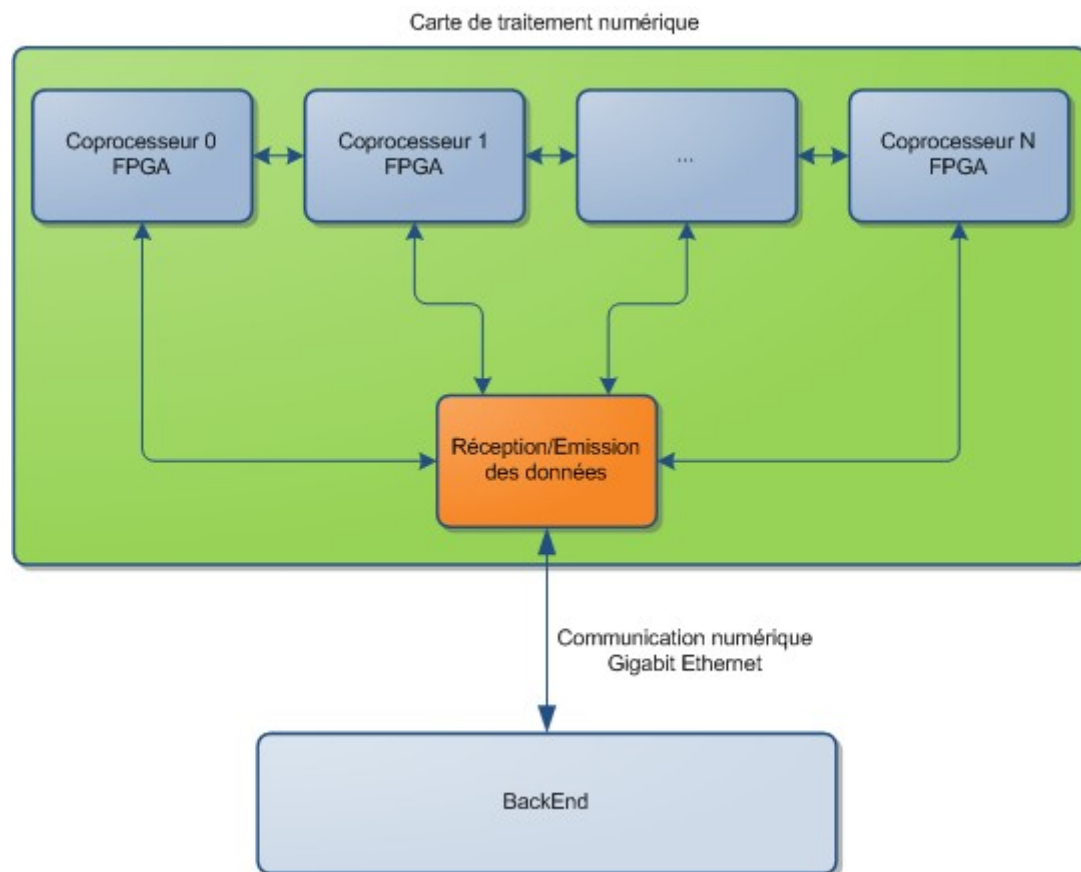 Carte de traitement numérique
Coprocesseur 0
FPGA
Coprocesseur 1
FPGA
...
Coprocesseur N
FPGA
Réception/Emission
des données
Communication numérique
Gigabit Ethernet
BackEnd